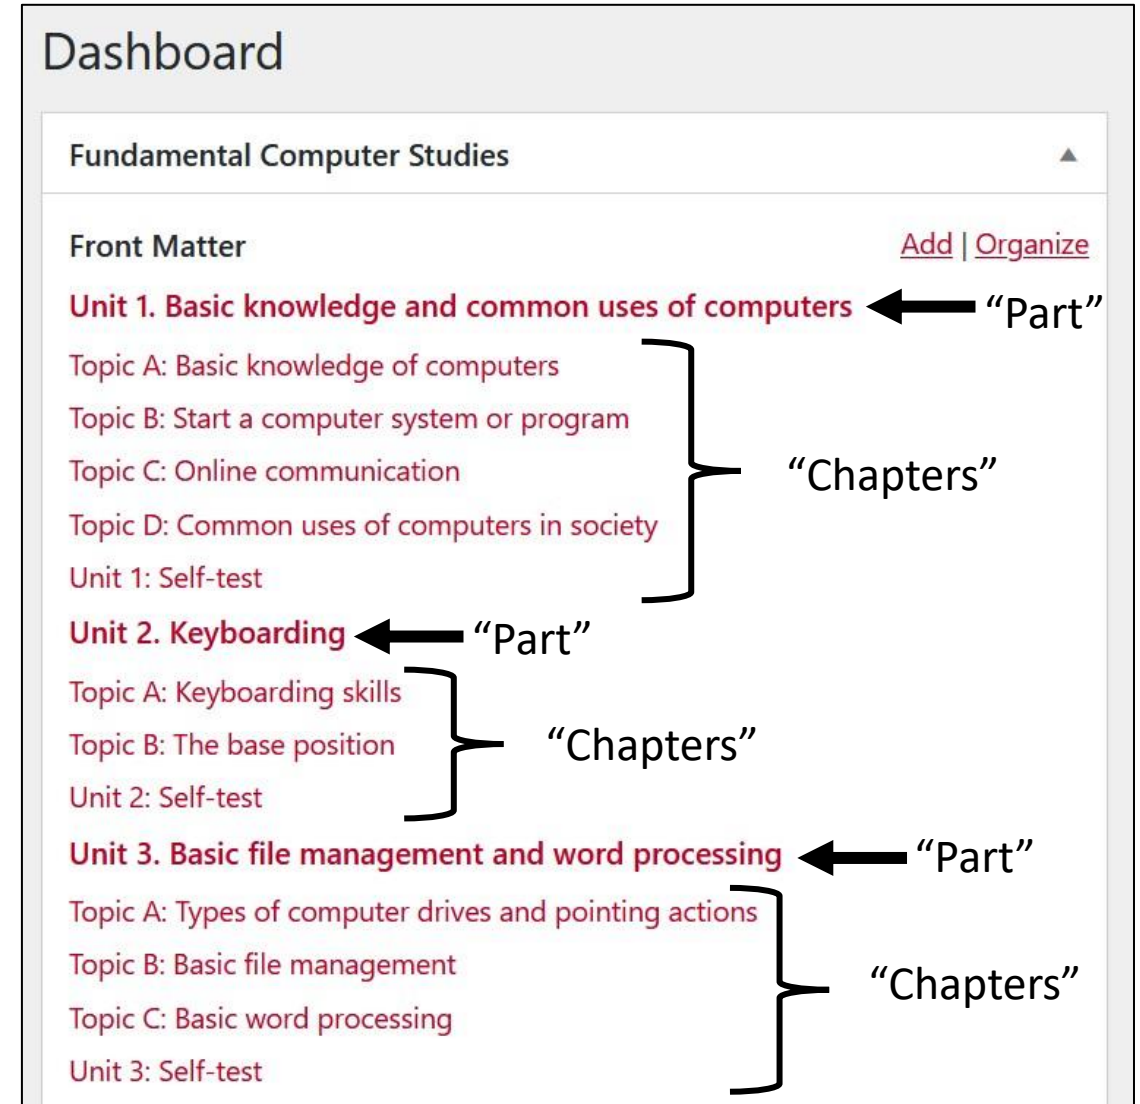 Dashboard
Fundamental Computer Studies
Front Matter Add | Organize
Unit 1. Basic knowledge and common uses of computers “Part”
Topic A: Basic knowledge of computers
Topic B: Start a computer system or program
Topic C: Online communication “Chapters”
Topic D: Common uses of computers in society
Unit 1: Self-test
Unit 2. Keyboarding “Part”
Topic A: Keyboarding skills
Topic B: The base position “Chapters”
Unit 2: Self-test
Unit 3. Basic file management and word processing “Part”
Topic A: Types of computer drives and pointing actions
Topic B: Basic file management “Chapters”
Topic C: Basic word processing
Unit 3: Self-test